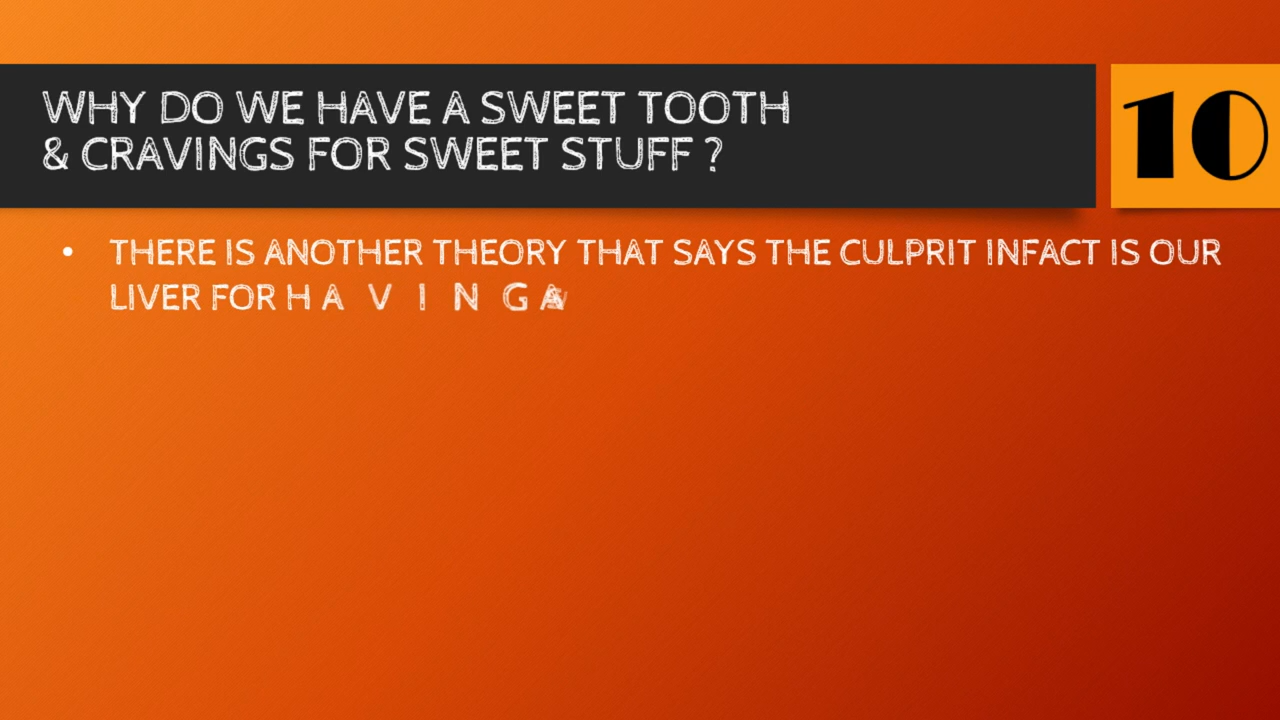 WHY DO WE HAVE A SWEET TOOTH
& CRAVINGS FOR SWEET STUFF ?
10
• THERE IS ANOTHER THEORY THAT SAYS THE CULPRIT INFACT IS OUR
LIVER FOR HAVING A